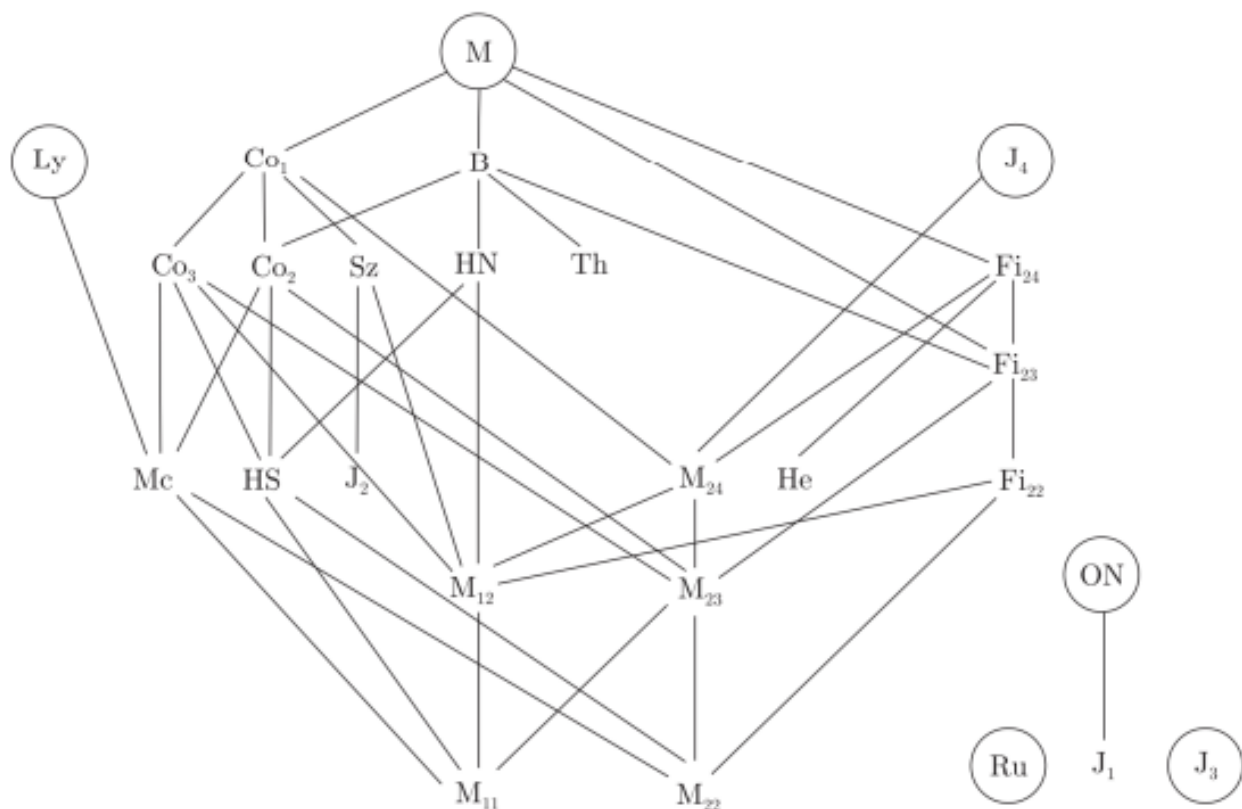 M
Ly
Co₁
B
J₄
Co₃ Co₂ Sz HN Th Fi₂₄
Fi₂₃
Mc HS J₂ M₂₄ He Fi₂₂
M₁₂ M₂₃ ON
Ru J₁ J₃
M₁₁ M₂₂